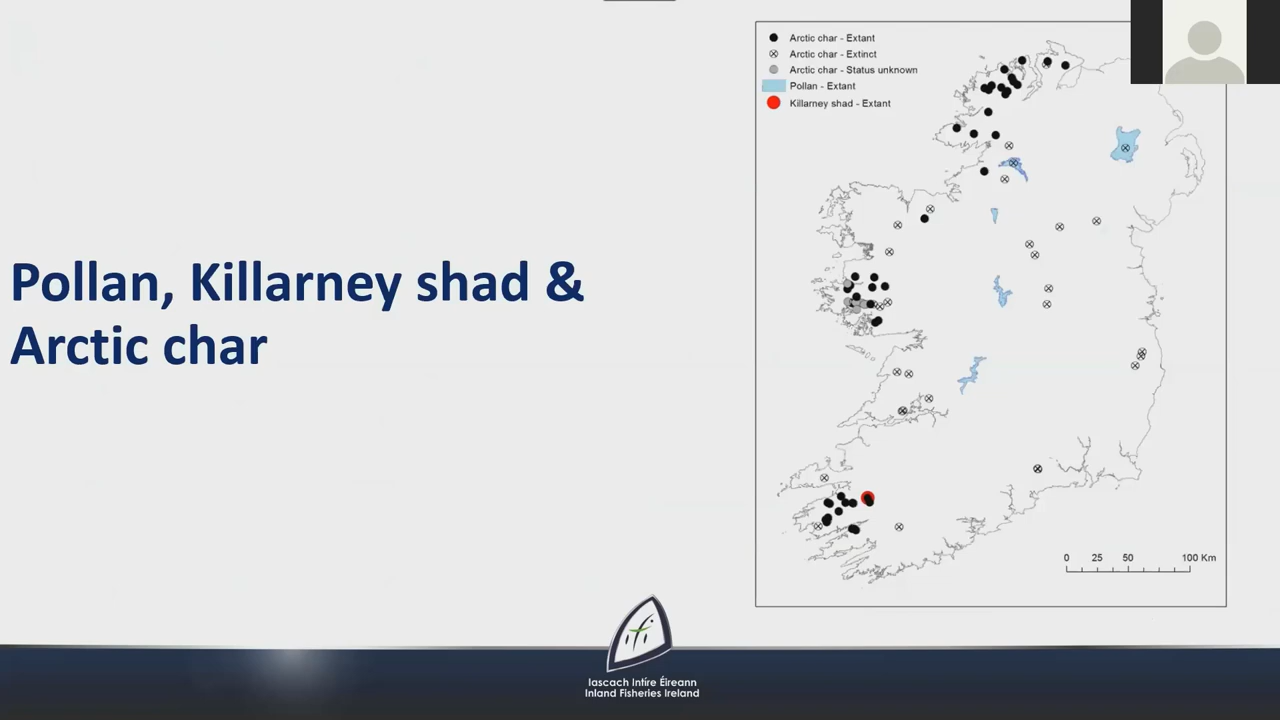 Pollan, Killarney shad &
Arctic char
Arctic char - Extant
Arctic char - Extinct
Arctic char - Status unknown
Pollan - Extant
Killarney shad - Extant
0 25 50 100 Km
ifi
Iascach Intíre Éireann
Inland Fisheries Ireland